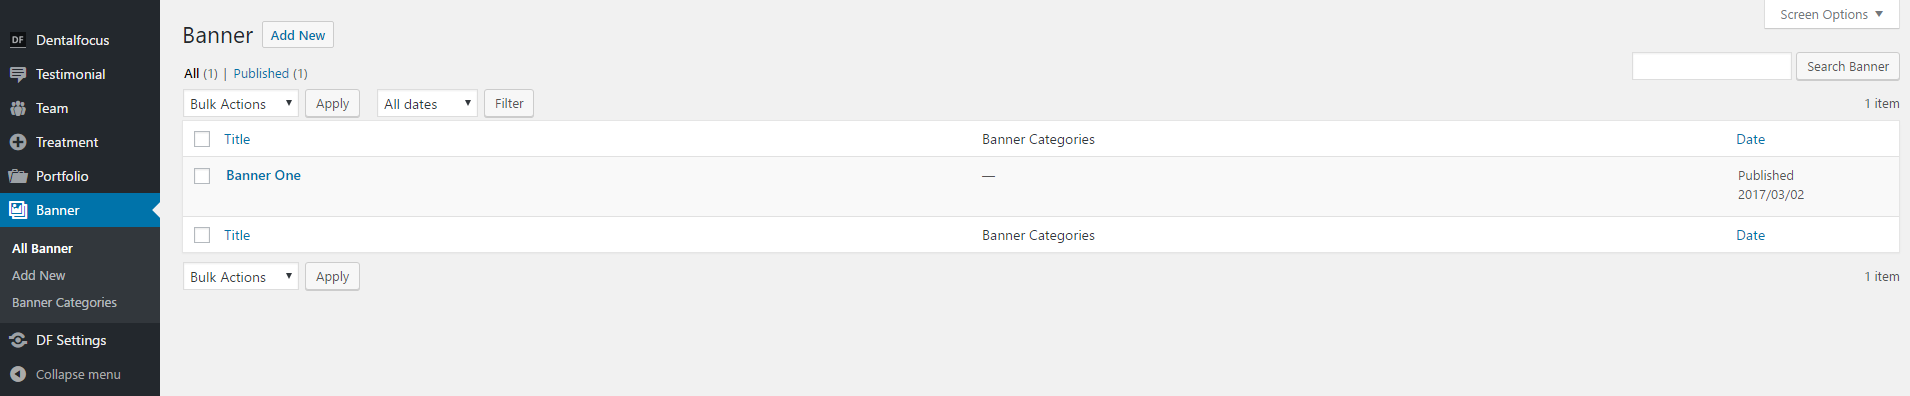 DF Dentalfocus
Testimonial
Team
Treatment
Portfolio
Banner
All Banner
Add New
Banner Categories
DF Settings
Collapse menu
Screen Options
Banner Add New
All (1) | Published (1)
Search Banner
Bulk Actions Apply All dates Filter 1 item
Title Banner Categories Date
Banner One — Published
2017/03/02
Title Banner Categories Date
Bulk Actions Apply 1 item